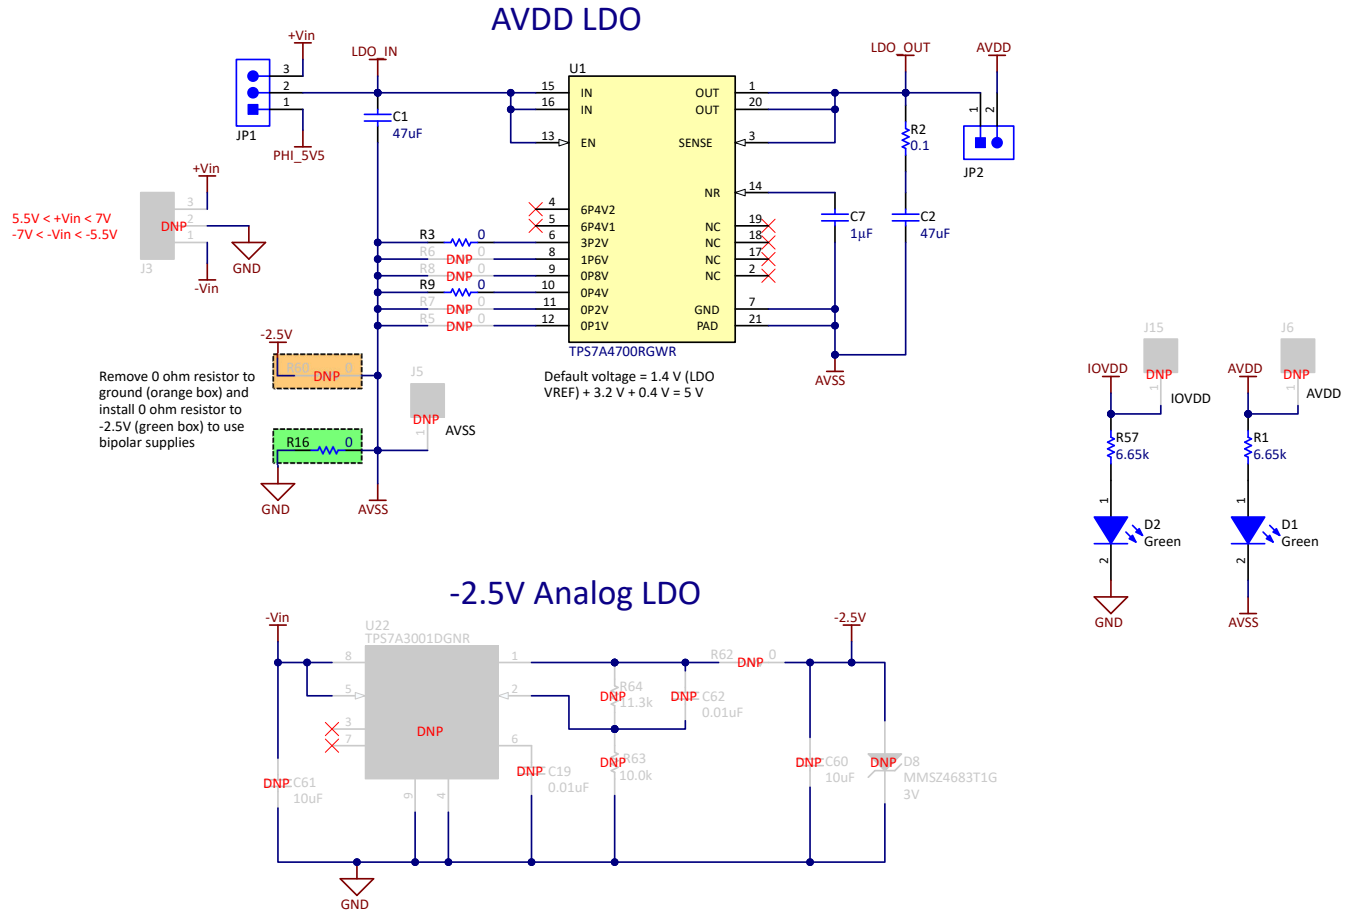 AVDD LDO
+Vin
LDO_IN
LDO_OUT
AVDD
U1
3
2
1
JP1
PHI_5V5
C1
47uF
15
16
13
IN
IN
EN
OUT
OUT
SENSE
1
20
3
R2
0.1
1
2
JP2
NR
14
4
5
6
8
9
10
11
12
6P4V2
6P4V1
3P2V
1P6V
0P8V
0P4V
0P2V
0P1V
NC
NC
NC
NC
GND
PAD
19
18
17
2
7
21
C7
1µF
C2
47uF
R3 0
R6 DNP 0
R8 DNP 0
R9 0
R7 DNP 0
R5 DNP 0
TPS7A4700RGWR
Default voltage = 1.4 V (LDO
VREF) + 3.2 V + 0.4 V = 5 V
AVSS
+Vin
5.5V < +Vin < 7V
-7V < -Vin < -5.5V
3
2
1
DNP
J3
GND
-Vin
-2.5V
R60 DNP 0
Remove 0 ohm resistor to
ground (orange box) and
install 0 ohm resistor to
-2.5V (green box) to use
bipolar supplies
R16 0
GND
J5
DNP
1
AVSS
AVSS
J15
DNP
1
IOVDD
IOVDD
R57
6.65k
1
D2
Green
2
GND
J6
DNP
1
AVDD
AVDD
R1
6.65k
1
D1
Green
2
AVSS
-2.5V Analog LDO
-Vin
U22
TPS7A3001DGNR
8
5
3
7
DNP
1
2
6
9
4
DNP C61
10uF
DNP C19
0.01uF
DNP R64
11.3k
DNP C62
0.01uF
DNP R63
10.0k
R62 DNP 0
-2.5V
DNP C60
10uF
DNP D8
MMSZ4683T1G
3V
GND